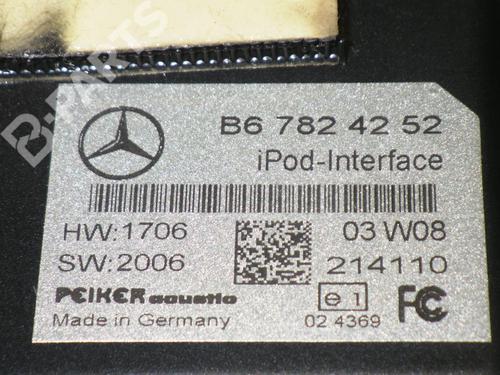 B-PARTS
B6 782 42 52
iPod-Interface
HW:1706
03 W08
SW:2006
214110
PEIKER acustic
e1
FC
Made in Germany
02 4369